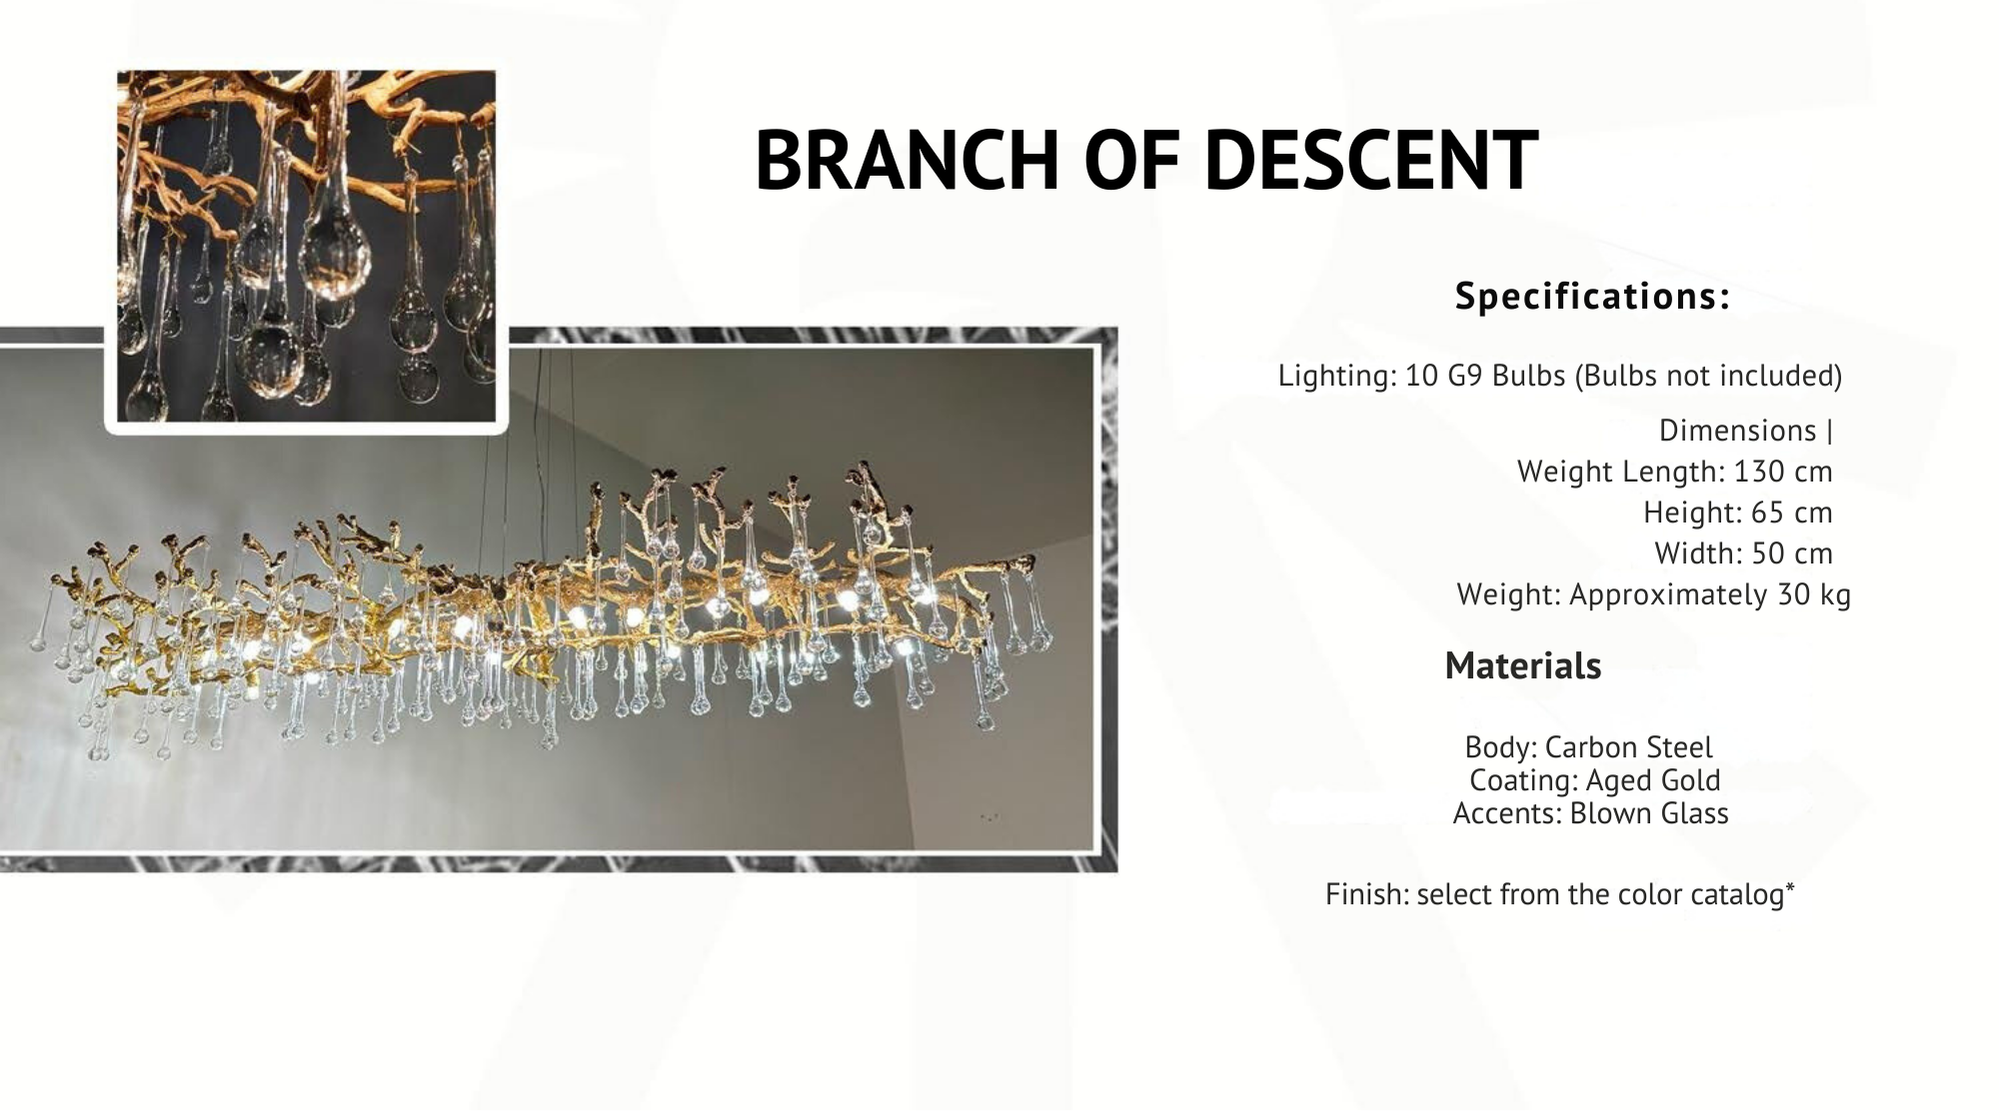 BRANCH OF DESCENT
Specifications:
Lighting: 10 G9 Bulbs (Bulbs not included)
Dimensions |
Weight Length: 130 cm
Height: 65 cm
Width: 50 cm
Weight: Approximately 30 kg
Materials
Body: Carbon Steel
Coating: Aged Gold
Accents: Blown Glass
Finish: select from the color catalog*